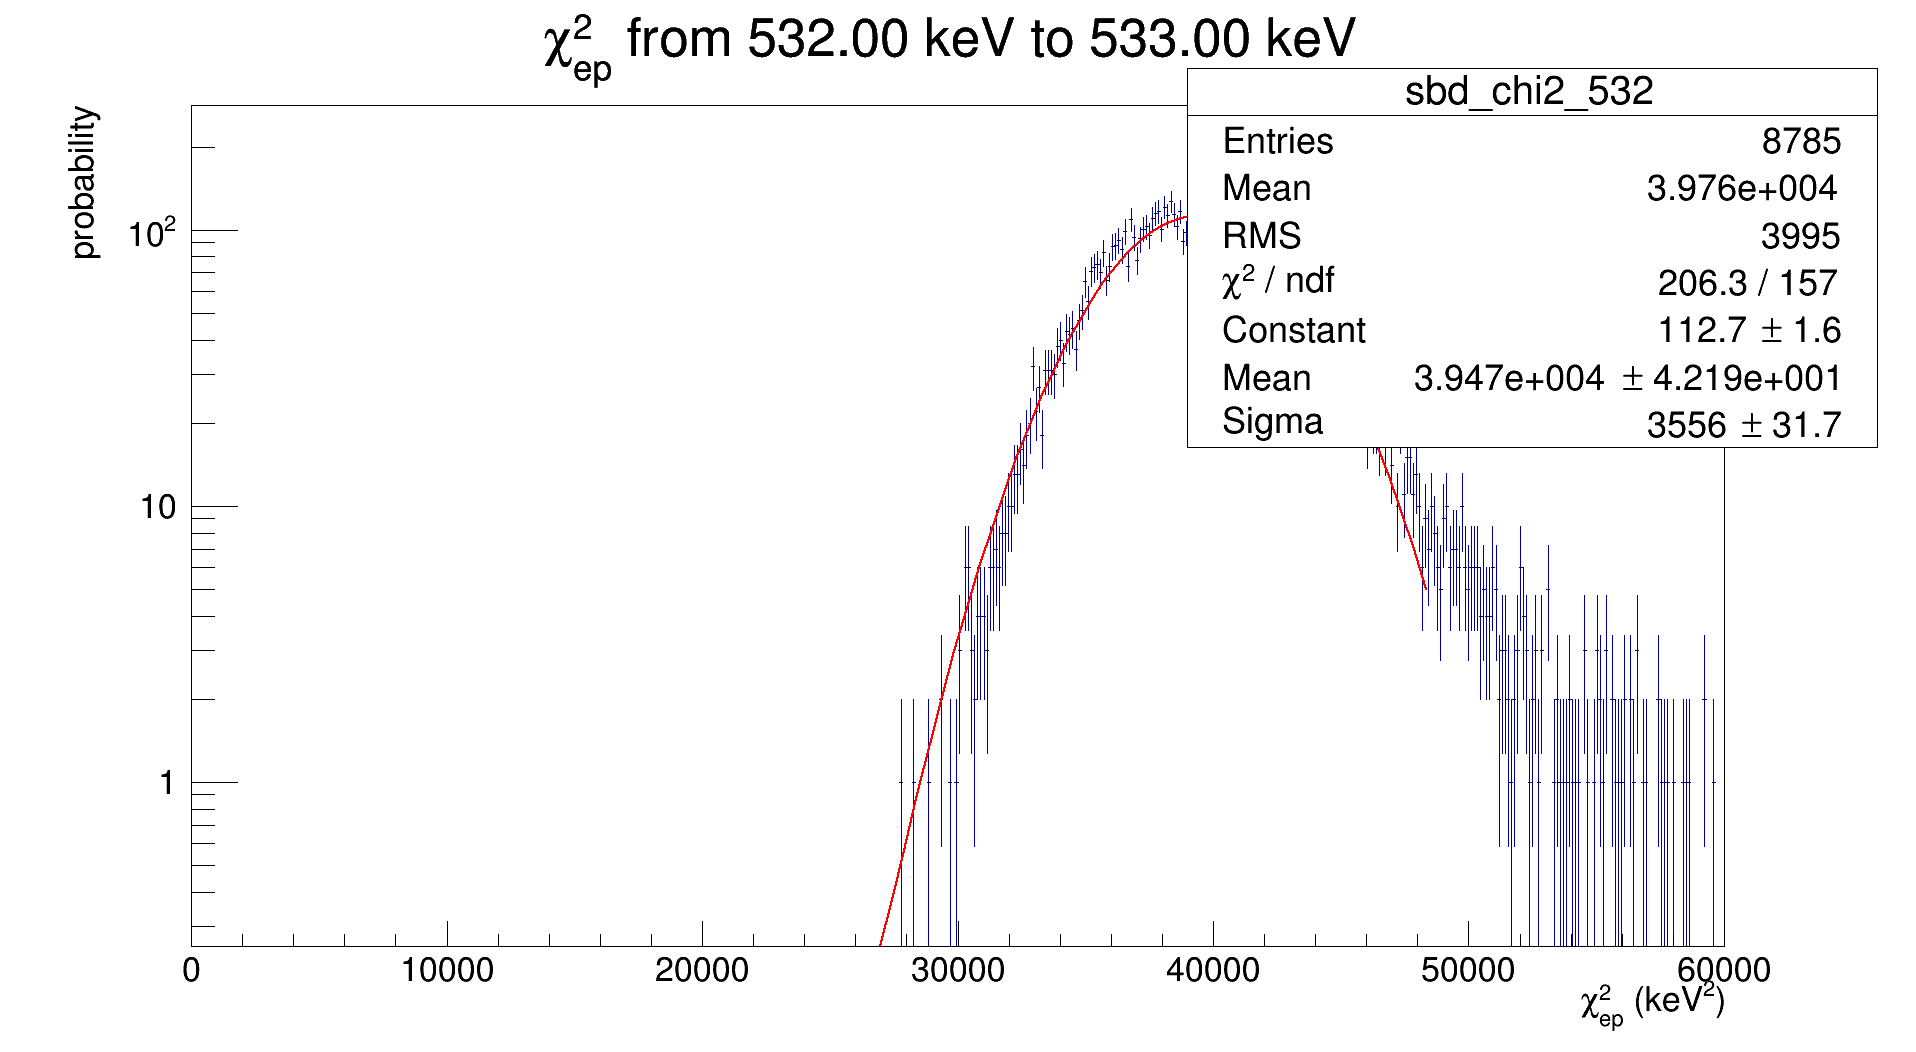 χ²ep from 532.00 keV to 533.00 keV
probability
sbd_chi2_532
Entries 8785
Mean 3.976e+004
RMS 3995
χ² / ndf 206.3 / 157
Constant 112.7 ± 1.6
Mean 3.947e+004 ± 4.219e+001
Sigma 3556 ± 31.7
10²
10
1
0 10000 20000 30000 40000 50000 60000
χ²ep (keV²)